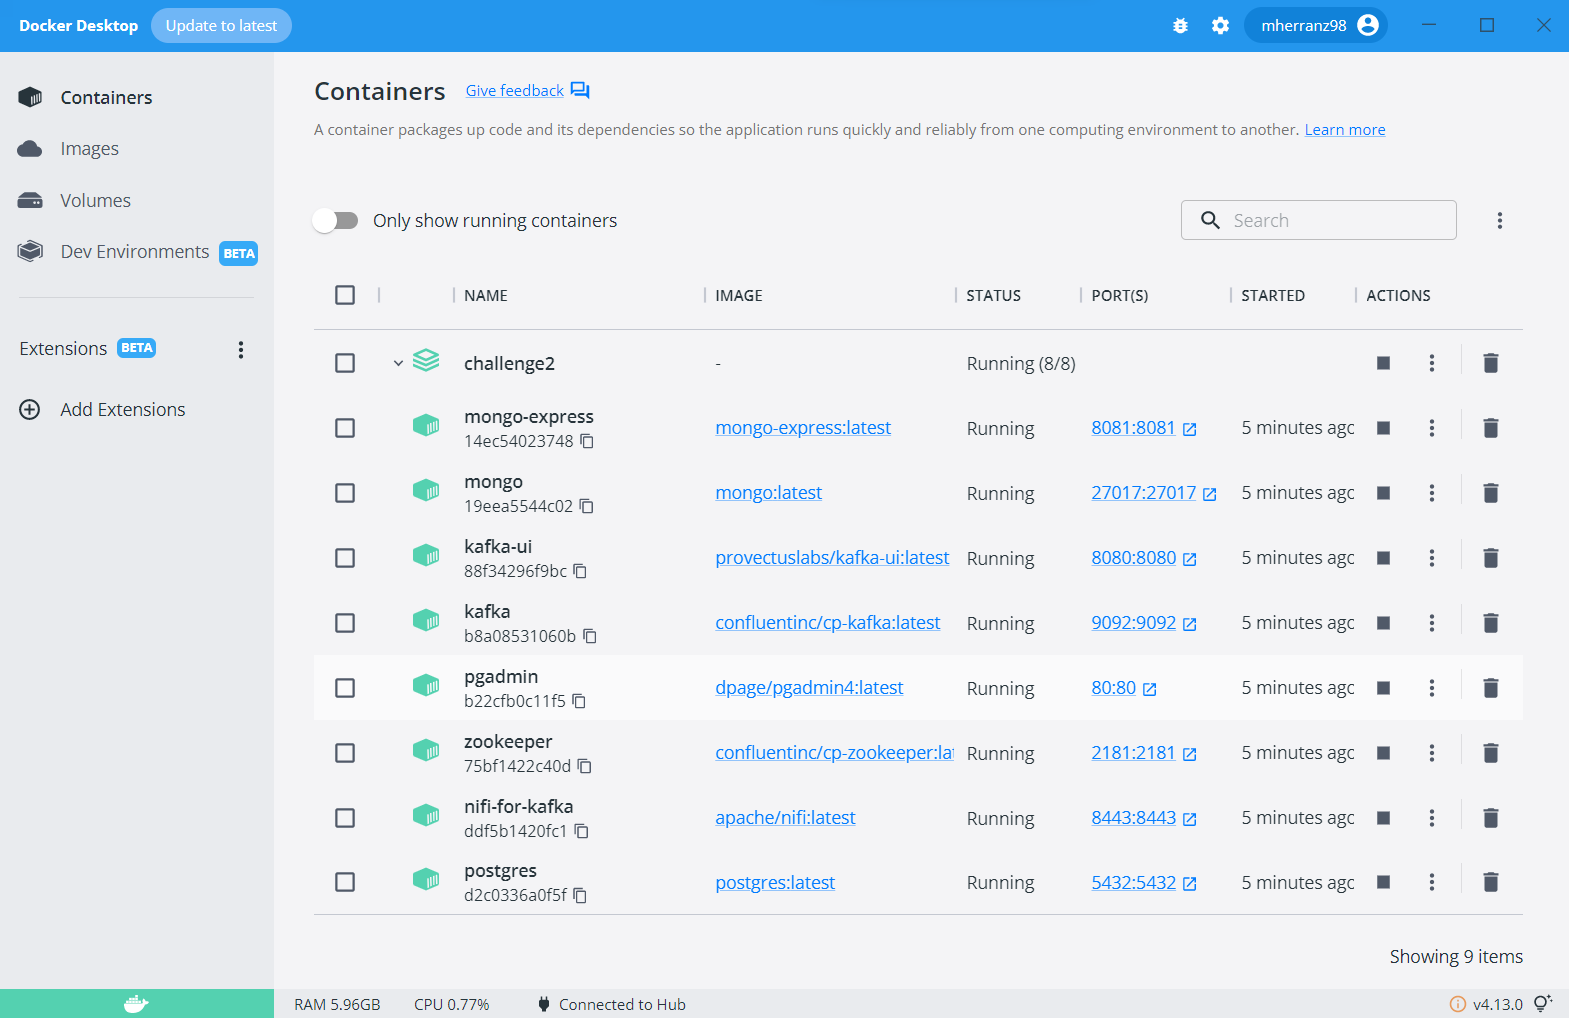 Docker Desktop Update to latest mherranz98
Containers
Images
Volumes
Dev Environments BETA
Extensions BETA
Add Extensions
Containers Give feedback
A container packages up code and its dependencies so the application runs quickly and reliably from one computing environment to another. Learn more
Only show running containers Search
NAME IMAGE STATUS PORT(S) STARTED ACTIONS
challenge2 - Running (8/8)
mongo-express
14ec54023748 mongo-express:latest Running 8081:8081 5 minutes ago
mongo
19eea5544c02 mongo:latest Running 27017:27017 5 minutes ago
kafka-ui
88f34296f9bc provectuslabs/kafka-ui:latest Running 8080:8080 5 minutes ago
kafka
b8a08531060b confluentinc/cp-kafka:latest Running 9092:9092 5 minutes ago
pgadmin
b22cfb0c11f5 dpage/pgadmin4:latest Running 80:80 5 minutes ago
zookeeper
75bf1422c40d confluentinc/cp-zookeeper:la Running 2181:2181 5 minutes ago
nifi-for-kafka
ddf5b1420fc1 apache/nifi:latest Running 8443:8443 5 minutes ago
postgres
d2c0336a0f5f postgres:latest Running 5432:5432 5 minutes ago
Showing 9 items
RAM 5.96GB CPU 0.77% Connected to Hub v4.13.0